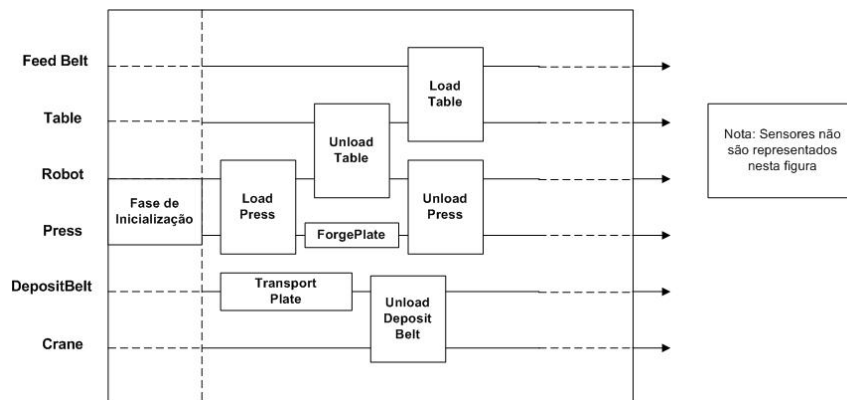 Feed Belt
Table
Robot
Press
DepositBelt
Crane
Fase de
Inicialização
Load
Press
Unload
Table
Load
Table
ForgePlate
Unload
Press
Transport
Plate
Unload
Deposit
Belt
Nota: Sensores não
são representados
nesta figura